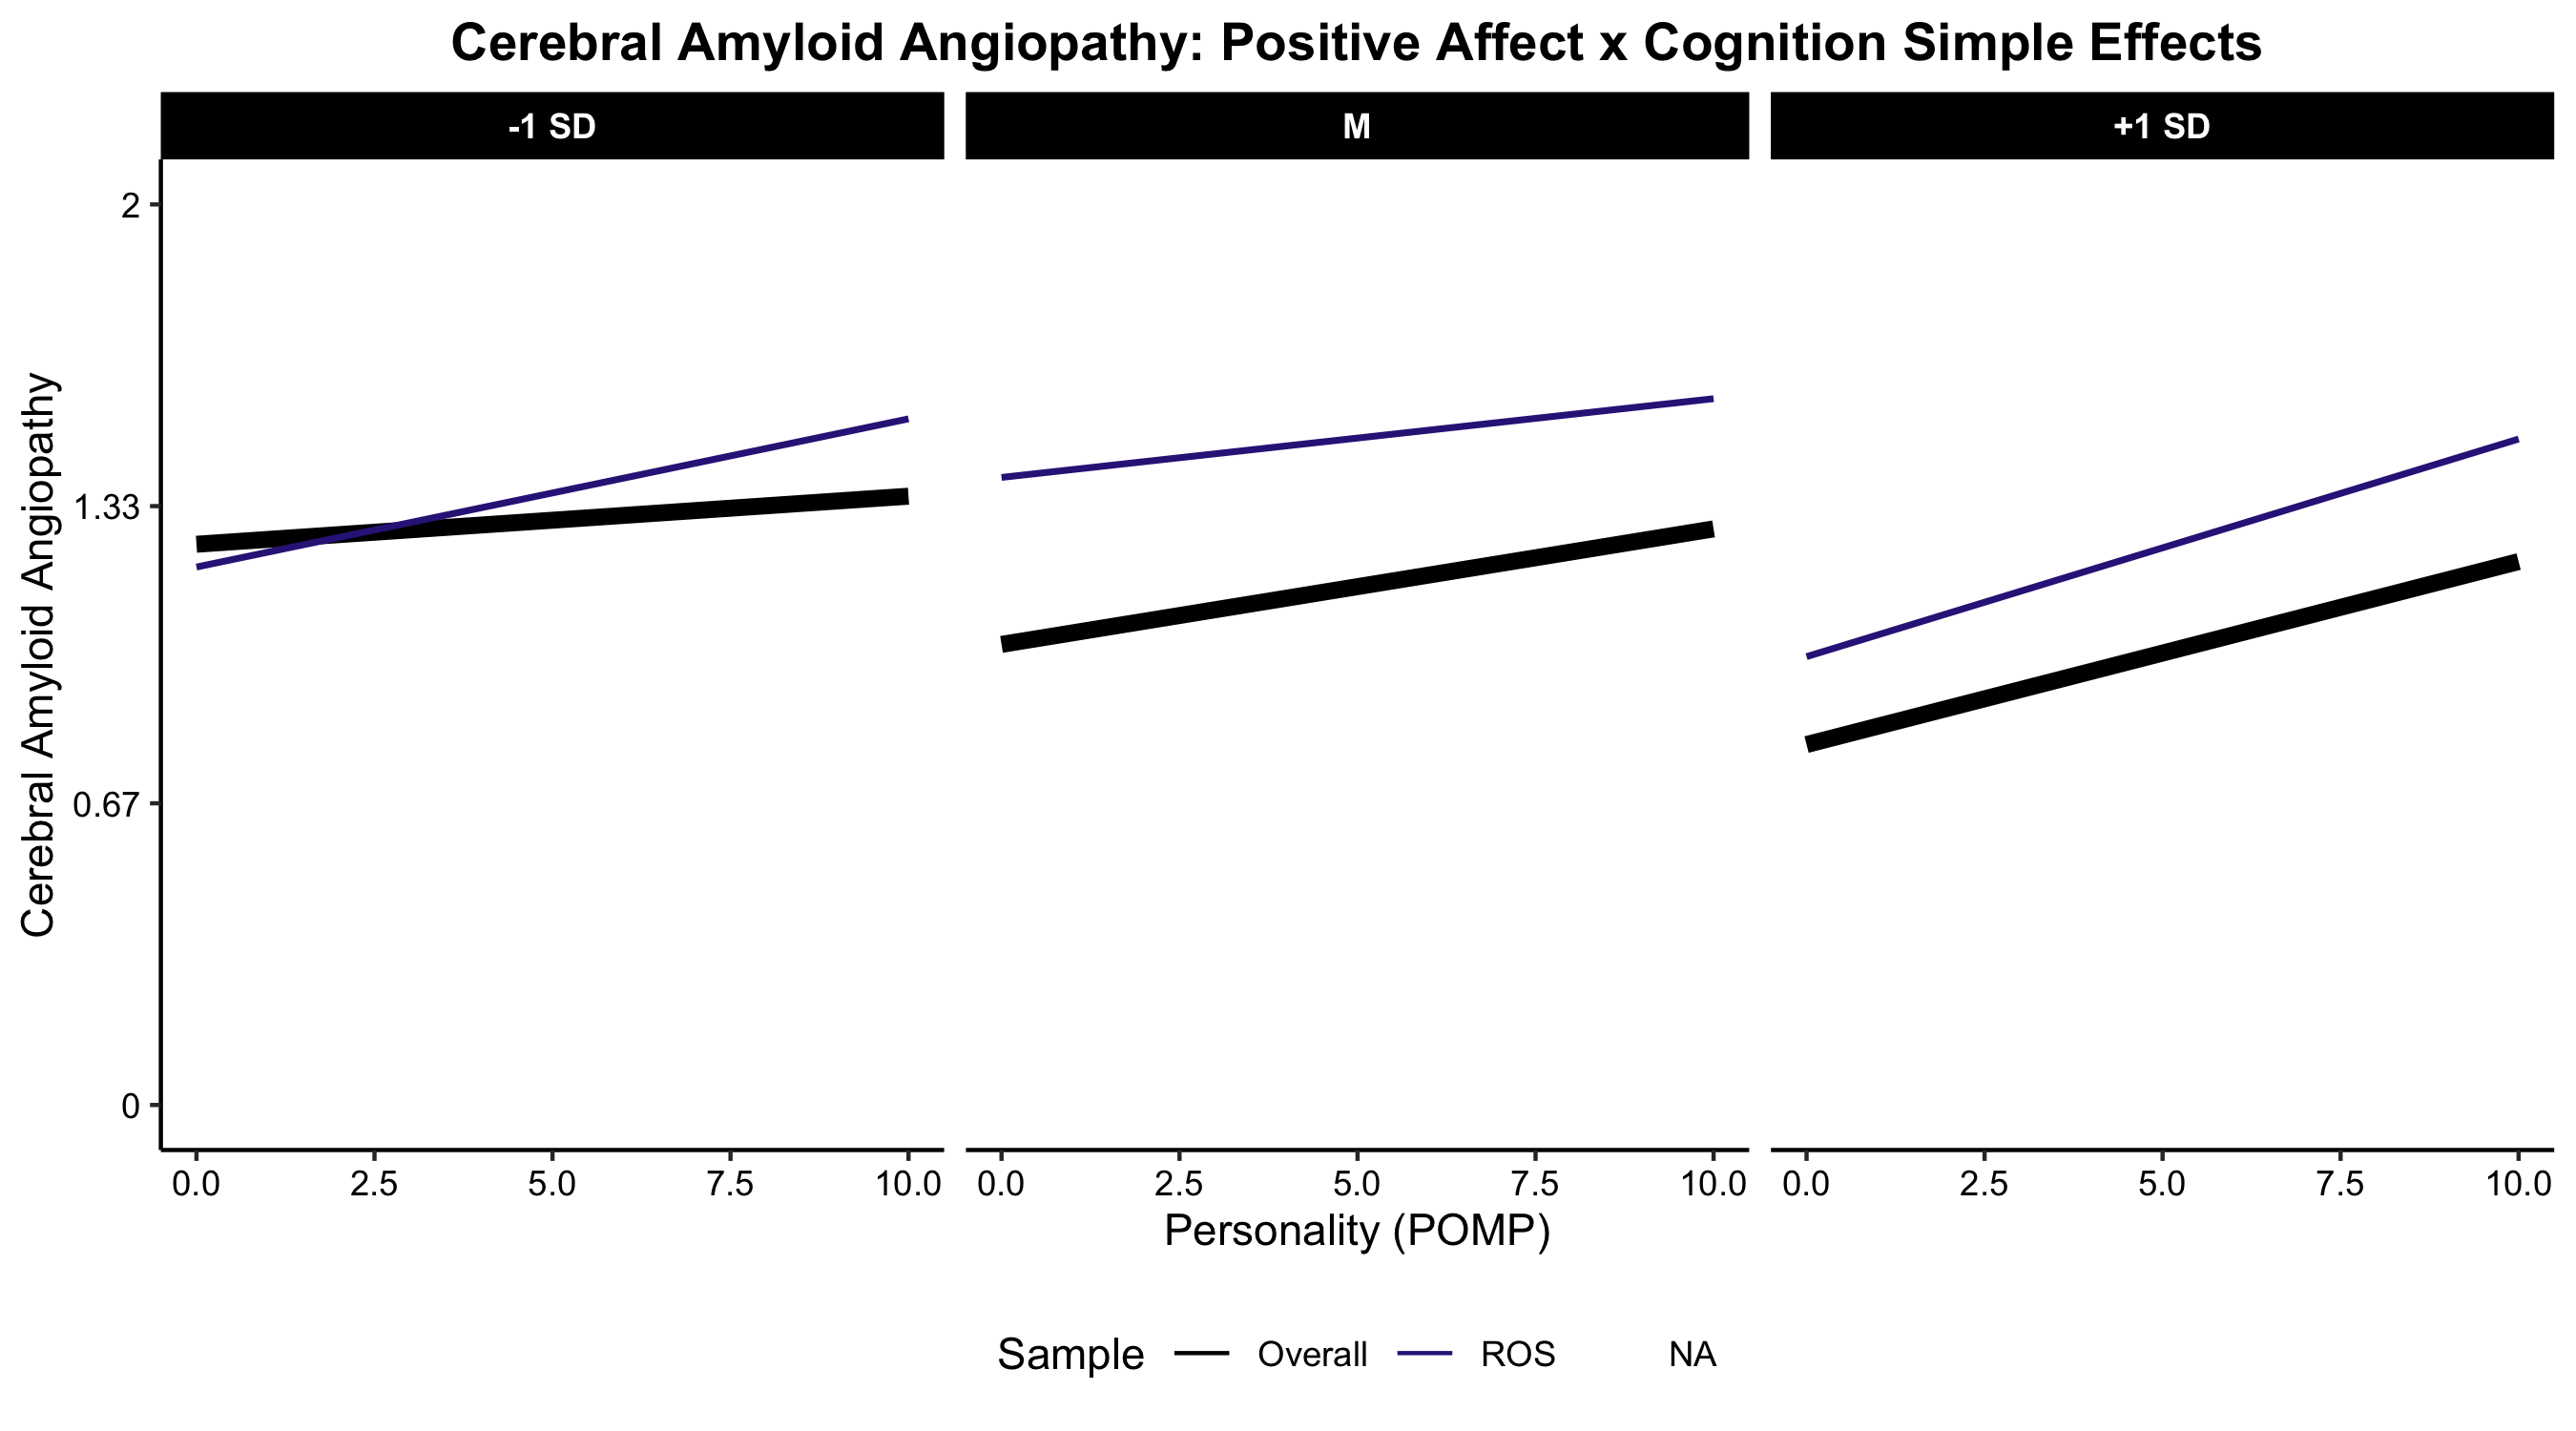 Cerebral Amyloid Angiopathy: Positive Affect x Cognition Simple Effects
-1 SD
M
+1 SD
Cerebral Amyloid Angiopathy
2
1.33
0.67
0
0.0 2.5 5.0 7.5 10.0
0.0 2.5 5.0 7.5 10.0
0.0 2.5 5.0 7.5 10.0
Personality (POMP)
Sample Overall ROS NA